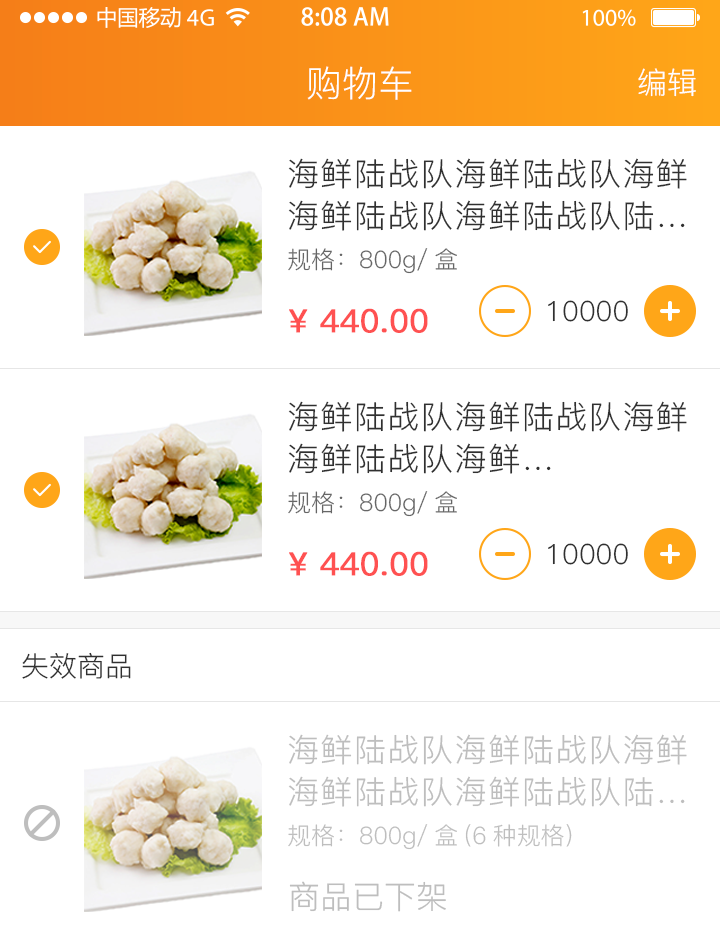 中国移动 4G 8:08 AM 100%
购物车 编辑
海鲜陆战队海鲜陆战队海鲜
海鲜陆战队海鲜陆战队陆...
规格：800g/ 盒
¥ 440.00 10000
海鲜陆战队海鲜陆战队海鲜
海鲜陆战队海鲜...
规格：800g/ 盒
¥ 440.00 10000
失效商品
海鲜陆战队海鲜陆战队海鲜
海鲜陆战队海鲜陆战队陆...
规格：800g/ 盒 (6 种规格)
商品已下架